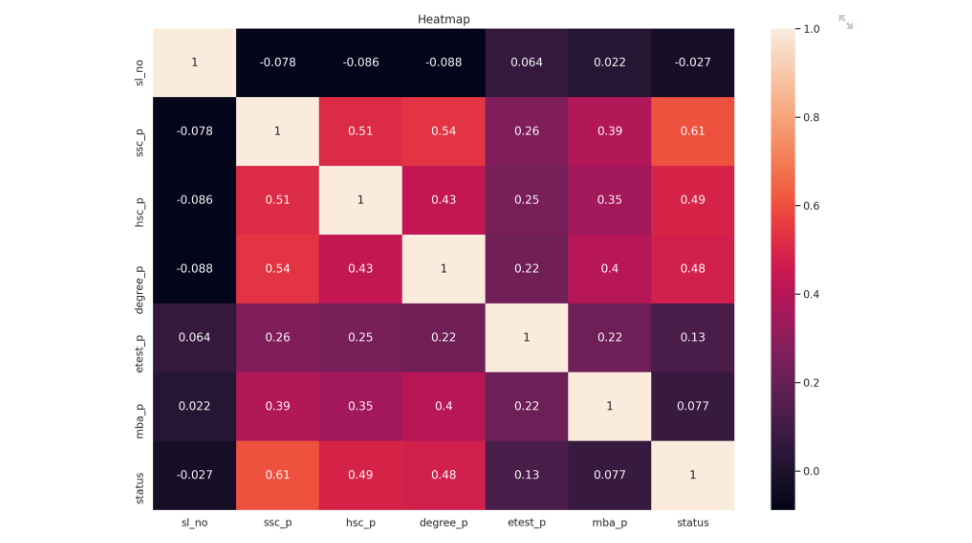 Heatmap
sl_no 1 -0.078 -0.086 -0.088 0.064 0.022 -0.027
ssc_p -0.078 1 0.51 0.54 0.26 0.39 0.61
hsc_p -0.086 0.51 1 0.43 0.25 0.35 0.49
degree_p -0.088 0.54 0.43 1 0.22 0.4 0.48
etest_p 0.064 0.26 0.25 0.22 1 0.22 0.13
mba_p 0.022 0.39 0.35 0.4 0.22 1 0.077
status -0.027 0.61 0.49 0.48 0.13 0.077 1
sl_no ssc_p hsc_p degree_p etest_p mba_p status
1.0
0.8
0.6
0.4
0.2
0.0